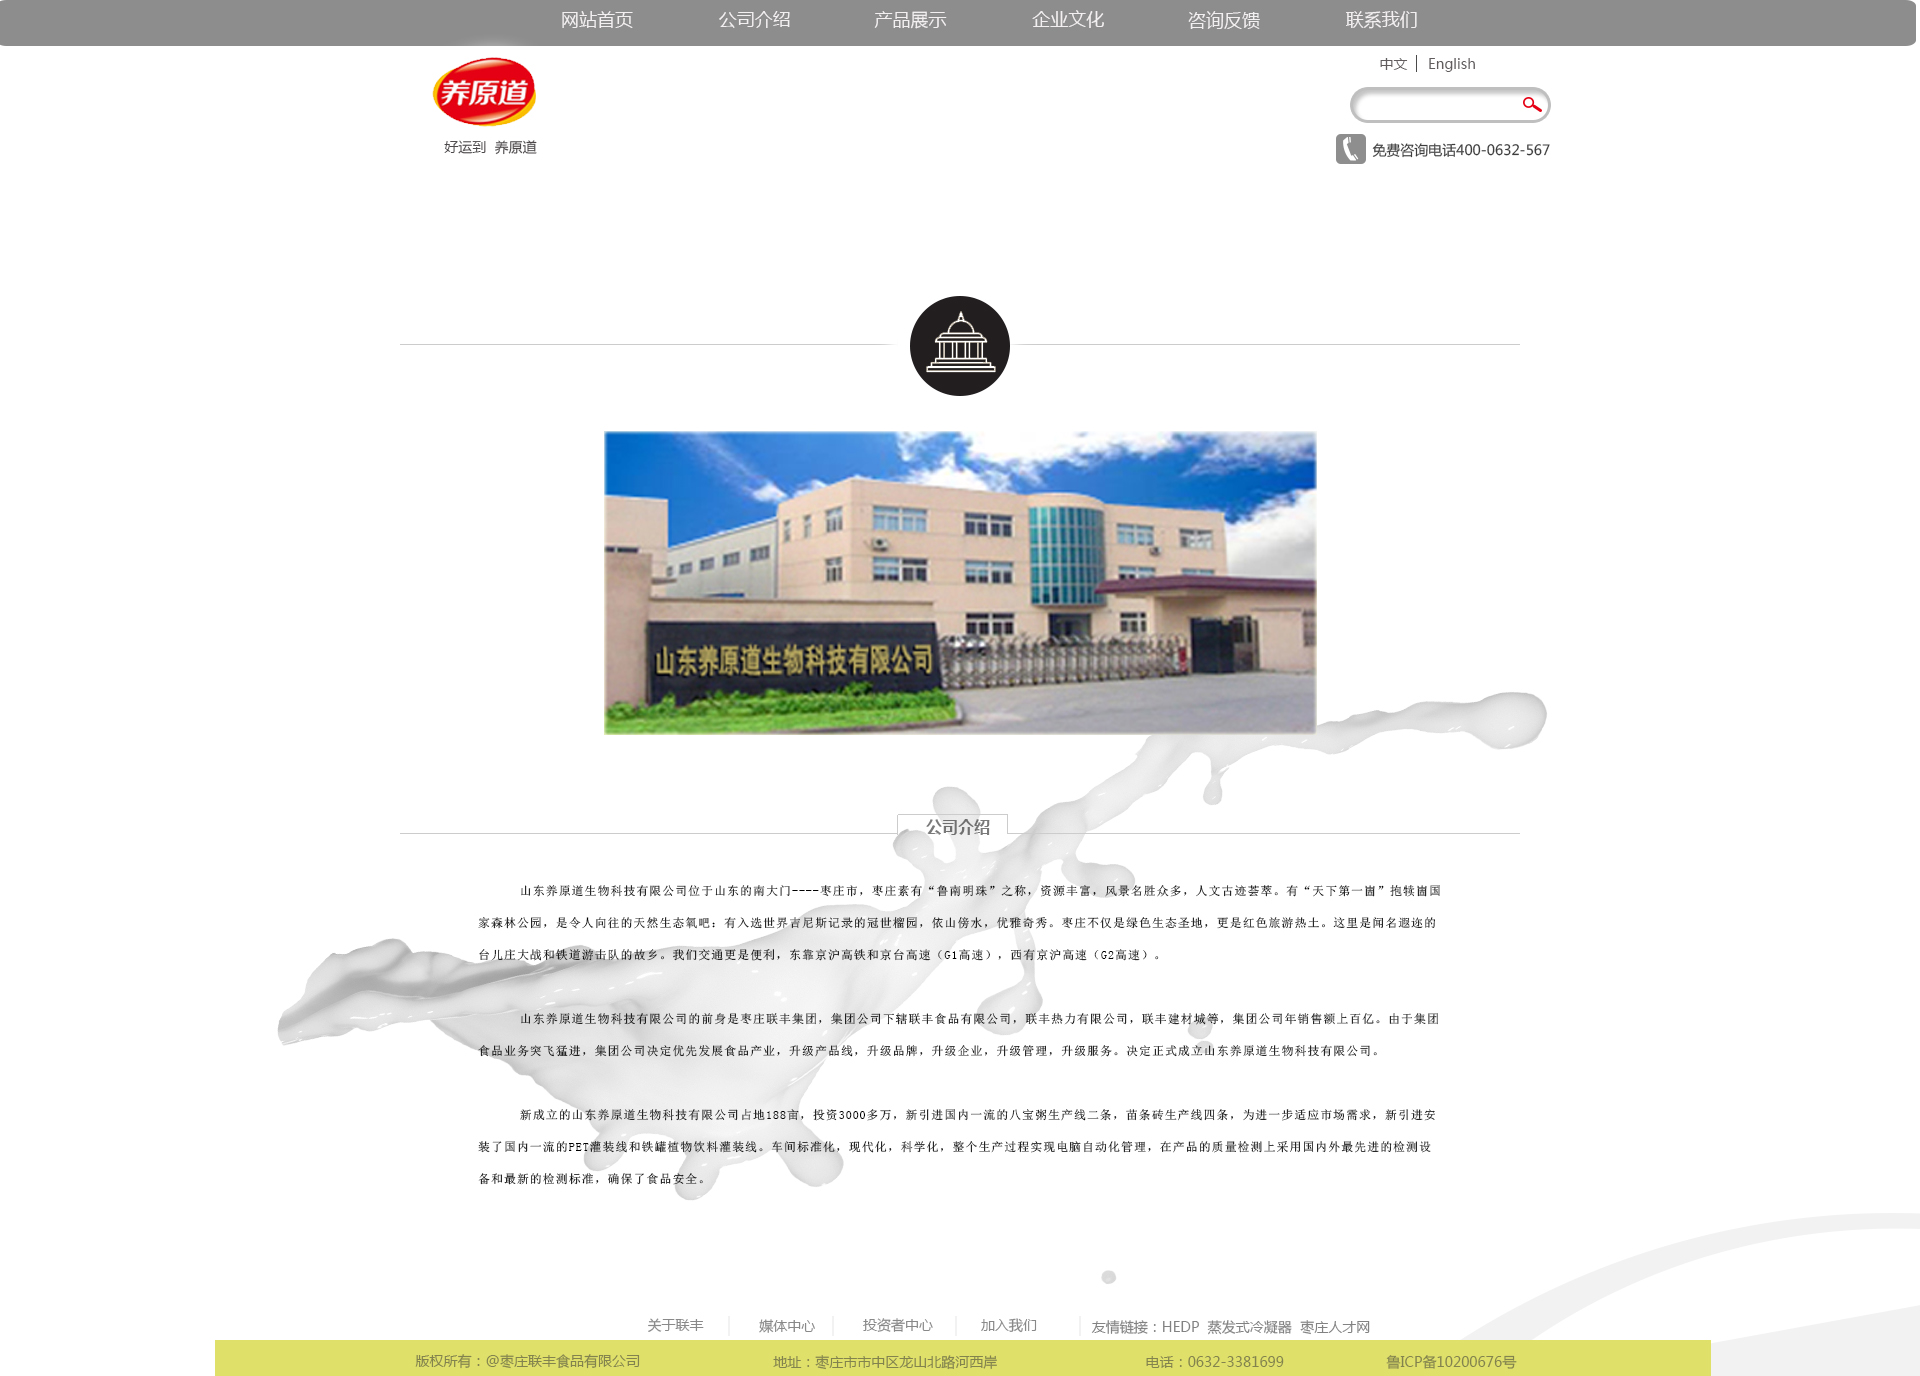 网站首页 公司介绍 产品展示 企业文化 咨询反馈 联系我们
中文 | English
养原道
好运到 养原道
免费咨询电话400-0632-567
山东养原道生物科技有限公司
公司介绍
山东养原道生物科技有限公司位于山东的南大门----枣庄市，枣庄素有“鲁南明珠”之称，资源丰富，风景名胜众多，人文古迹荟萃。有“天下第一崮”抱犊崮国
家森林公园，是令人向往的天然生态氧吧；有入选世界吉尼斯记录的冠世榴园，依山傍水，优雅奇秀。枣庄不仅是绿色生态圣地，更是红色旅游热土。这里是闻名遐迩的
台儿庄大战和铁道游击队的故乡。我们交通更是便利，东靠京沪高铁和京台高速（G1高速），西有京沪高速（G2高速）。
山东养原道生物科技有限公司的前身是枣庄联丰集团，集团公司下辖联丰食品有限公司，联丰热力有限公司，联丰建材城等，集团公司年销售额上百亿。由于集团
食品业务突飞猛进，集团公司决定优先发展食品产业，升级产品线，升级品牌，升级企业，升级管理，升级服务。决定正式成立山东养原道生物科技有限公司。
新成立的山东养原道生物科技有限公司占地188亩，投资3000多万，新引进国内一流的八宝粥生产线二条，苗条砖生产线四条，为进一步适应市场需求，新引进安
装了国内一流的PET灌装线和铁罐植物饮料灌装线。车间标准化，现代化，科学化，整个生产过程实现电脑自动化管理，在产品的质量检测上采用国内外最先进的检测设
备和最新的检测标准，确保了食品安全。
关于联丰 媒体中心 投资者中心 加入我们 友情链接：HEDP 蒸发式冷凝器 枣庄人才网
版权所有：@枣庄联丰食品有限公司 地址：枣庄市市中区龙山北路河西岸 电话：0632-3381699 鲁ICP备10200676号